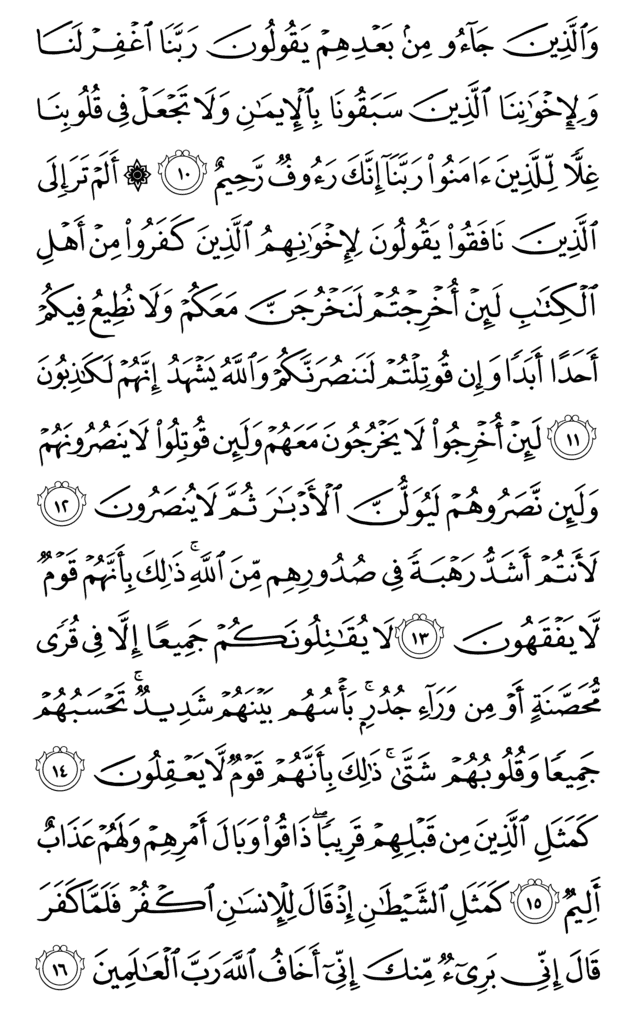 وَٱلَّذِينَ جَآءُو مِنۢ بَعۡدِهِمۡ يَقُولُونَ رَبَّنَا ٱغۡفِرۡ لَنَا
وَلِإِخۡوَٰنِنَا ٱلَّذِينَ سَبَقُونَا بِٱلۡإِيمَٰنِ وَلَا تَجۡعَلۡ فِي قُلُوبِنَا
غِلّٗا لِّلَّذِينَ ءَامَنُواْ رَبَّنَآ إِنَّكَ رَءُوفٞ رَّحِيمٌ ١٠ ۞ أَلَمۡ تَرَ إِلَى
ٱلَّذِينَ نَافَقُواْ يَقُولُونَ لِإِخۡوَٰنِهِمُ ٱلَّذِينَ كَفَرُواْ مِنۡ أَهۡلِ
ٱلۡكِتَٰبِ لَئِنۡ أُخۡرِجۡتُمۡ لَنَخۡرُجَنَّ مَعَكُمۡ وَلَا نُطِيعُ فِيكُمۡ
أَحَدًا أَبَدٗا وَإِن قُوتِلۡتُمۡ لَنَنصُرَنَّكُمۡ وَٱللَّهُ يَشۡهَدُ إِنَّهُمۡ لَكَٰذِبُونَ
١١ لَئِنۡ أُخۡرِجُواْ لَا يَخۡرُجُونَ مَعَهُمۡ وَلَئِن قُوتِلُواْ لَا يَنصُرُونَهُمۡ
وَلَئِن نَّصَرُوهُمۡ لَيُوَلُّنَّ ٱلۡأَدۡبَٰرَ ثُمَّ لَا يُنصَرُونَ ١٢
لَأَنتُمۡ أَشَدُّ رَهۡبَةٗ فِي صُدُورِهِم مِّنَ ٱللَّهِۚ ذَٰلِكَ بِأَنَّهُمۡ قَوۡمٞ
لَّا يَفۡقَهُونَ ١٣ لَا يُقَٰتِلُونَكُمۡ جَمِيعًا إِلَّا فِي قُرٗى
مُّحَصَّنَةٍ أَوۡ مِن وَرَآءِ جُدُرِۭۚ بَأۡسُهُم بَيۡنَهُمۡ شَدِيدٞۚ تَحۡسَبُهُمۡ
جَمِيعٗا وَقُلُوبُهُمۡ شَتَّىٰۚ ذَٰلِكَ بِأَنَّهُمۡ قَوۡمٞ لَّا يَعۡقِلُونَ ١٤
كَمَثَلِ ٱلَّذِينَ مِن قَبۡلِهِمۡ قَرِيبٗاۖ ذَاقُواْ وَبَالَ أَمۡرِهِمۡ وَلَهُمۡ عَذَابٌ
أَلِيمٞ ١٥ كَمَثَلِ ٱلشَّيۡطَٰنِ إِذۡ قَالَ لِلۡإِنسَٰنِ ٱكۡفُرۡ فَلَمَّا كَفَرَ
قَالَ إِنِّي بَرِيٓءٞ مِّنكَ إِنِّيٓ أَخَافُ ٱللَّهَ رَبَّ ٱلۡعَٰلَمِينَ ١٦